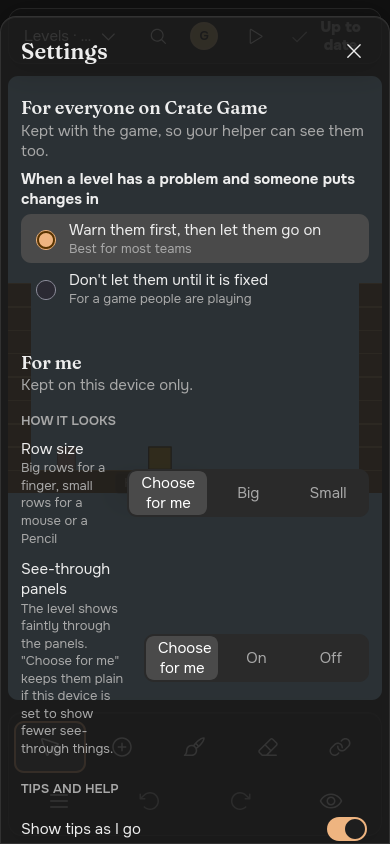 Levels · ...
G
Up to
Settings
For everyone on Crate Game
Kept with the game, so your helper can see them
too.
When a level has a problem and someone puts
changes in
Warn them first, then let them go on
Best for most teams
Don't let them until it is fixed
For a game people are playing
For me
Kept on this device only.
HOW IT LOOKS
Row size
Big rows for a
finger, small
rows for a
mouse or a
Pencil
Choose
for me
Big
Small
See-through
panels
The level shows
faintly through
the panels.
"Choose for me"
keeps them plain
if this device is
set to show
fewer see-
through things.
Choose
for me
On
Off
TIPS AND HELP
Show tips as I go